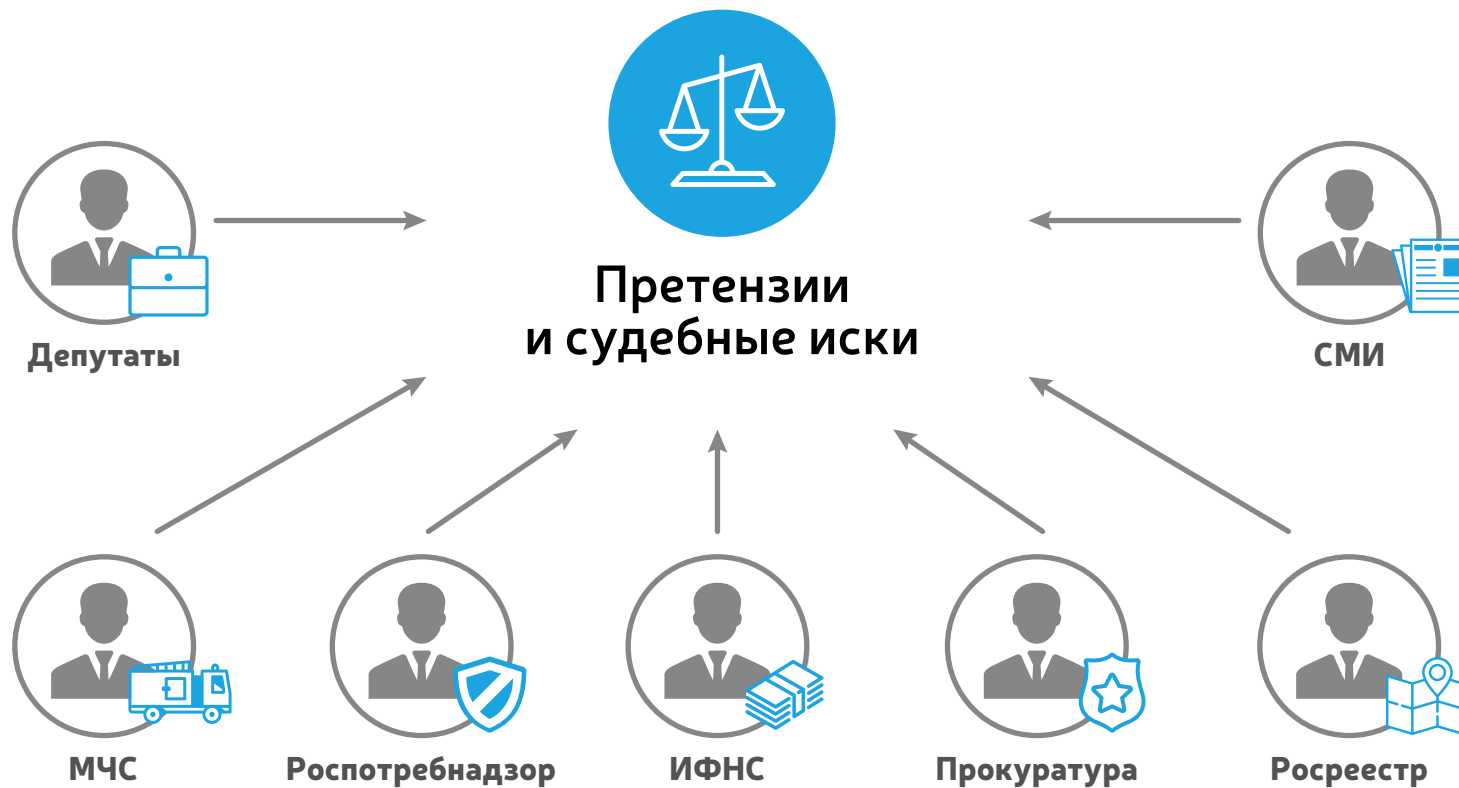 Претензии
и судебные иски
Депутаты
СМИ
МЧС
Роспотребнадзор
ИФНС
Прокуратура
Росреестр